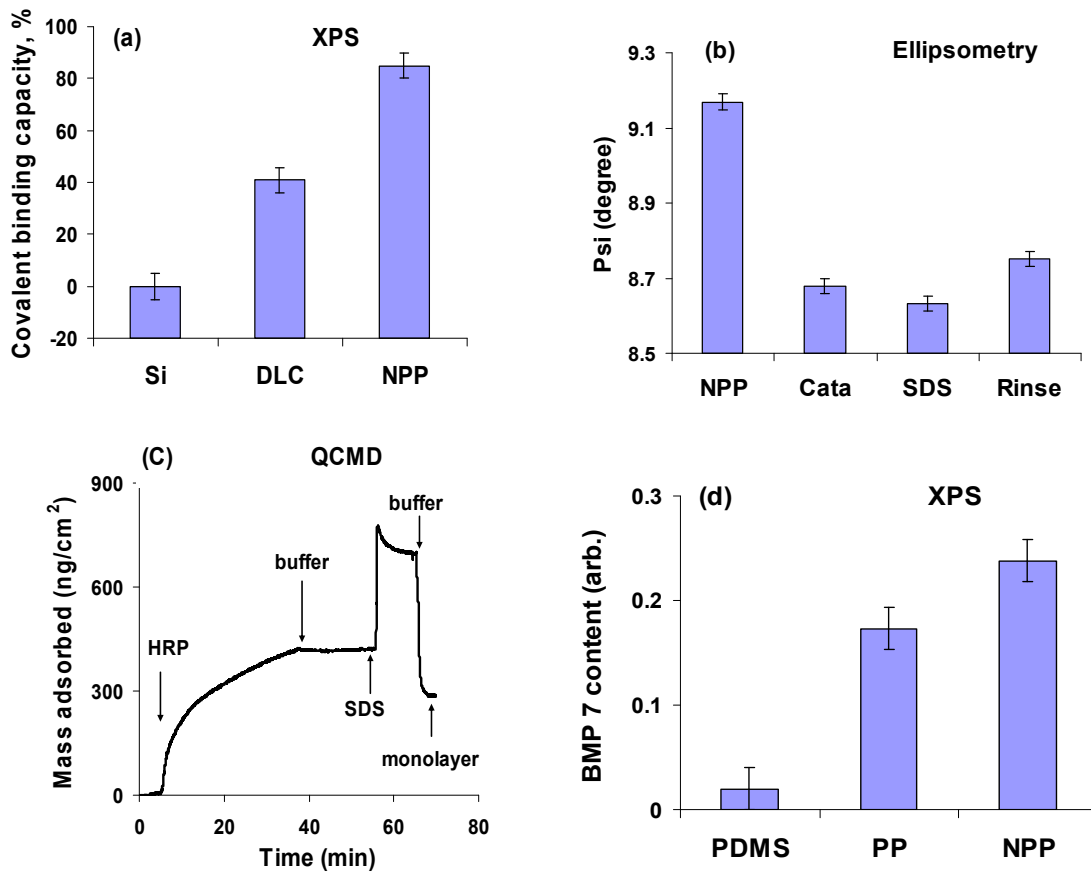 (a) XPS
Covalent binding capacity, %
100
80
60
40
20
0
-20
Si DLC NPP
(b) Ellipsometry
Psi (degree)
9.3
9.1
8.9
8.7
8.5
NPP Cata SDS Rinse
(C) QCMD
Mass adsorbed (ng/cm²)
900
600
300
0
buffer
buffer
HRP
SDS
monolayer
0 20 40 60 80
Time (min)
(d) XPS
BMP 7 content (arb.)
0.3
0.2
0.1
0
PDMS PP NPP